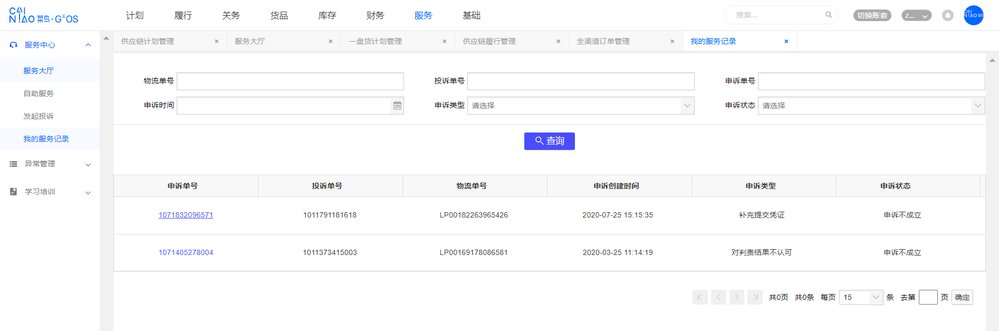 CAINIAO 菜鸟·GXOS 计划 履行 关务 货品 库存 财务 服务 基础 搜索... 切换账套 z...
服务中心
服务大厅
自助服务
发起投诉
我的服务记录
异常管理
学习培训
供应链计划管理 × 服务大厅 × 一盘货计划管理 × 供应链履行管理 × 全渠道订单管理 × 我的服务记录 ×
物流单号 投诉单号 申诉单号
申诉时间 申诉类型 请选择 申诉状态 请选择
查询
申诉单号 投诉单号 物流单号 申诉创建时间 申诉类型 申诉状态
1071832096571 1011791181618 LP00182263965426 2020-07-25 15:15:35 补充提交凭证 申诉不成立
1071405278004 1011373415003 LP00169178086581 2020-03-25 11:14:19 对判责结果不认可 申诉不成立
共0页 共0条 每页 15 条 去第 页 确定